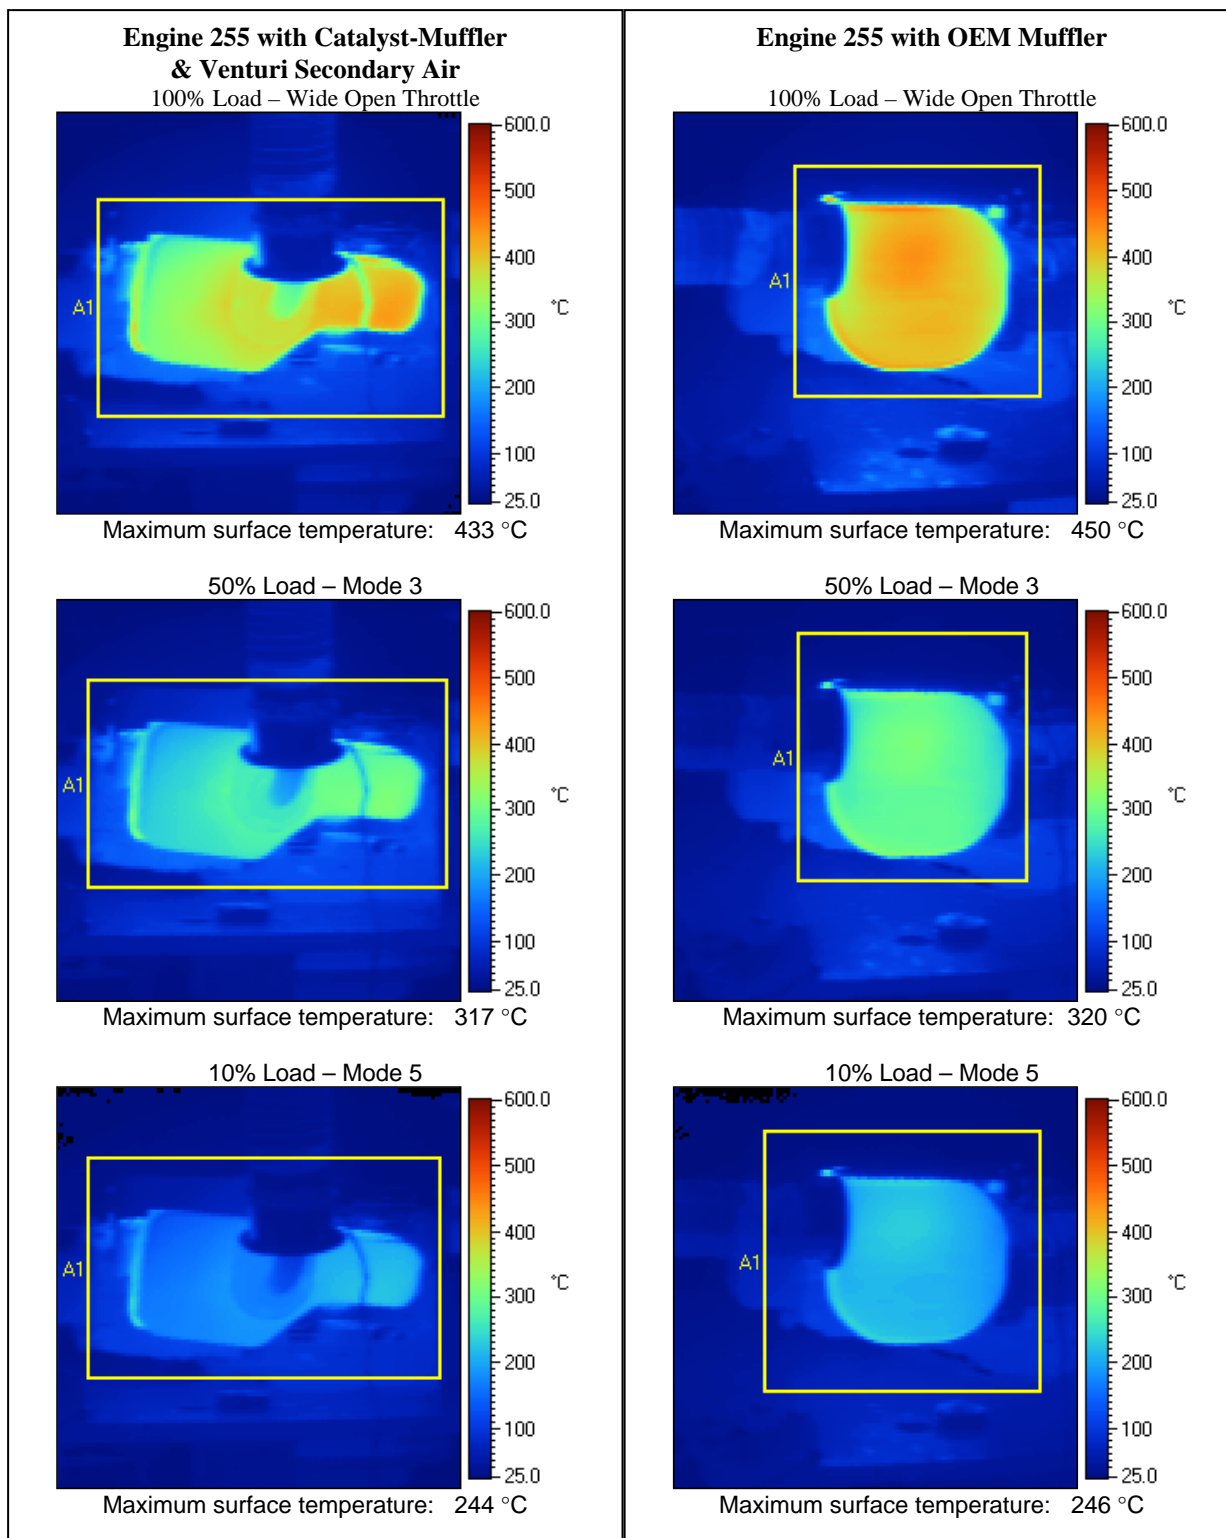 Engine 255 with Catalyst-Muffler
& Venturi Secondary Air
100% Load – Wide Open Throttle
600.0
500
400
300
200
100
25.0
°C
A1
Maximum surface temperature: 433 °C
50% Load – Mode 3
600.0
500
400
300
200
100
25.0
°C
A1
Maximum surface temperature: 317 °C
10% Load – Mode 5
600.0
500
400
300
200
100
25.0
°C
A1
Maximum surface temperature: 244 °C
Engine 255 with OEM Muffler
100% Load – Wide Open Throttle
600.0
500
400
300
200
100
25.0
°C
A1
Maximum surface temperature: 450 °C
50% Load – Mode 3
600.0
500
400
300
200
100
25.0
°C
A1
Maximum surface temperature: 320 °C
10% Load – Mode 5
600.0
500
400
300
200
100
25.0
°C
A1
Maximum surface temperature: 246 °C